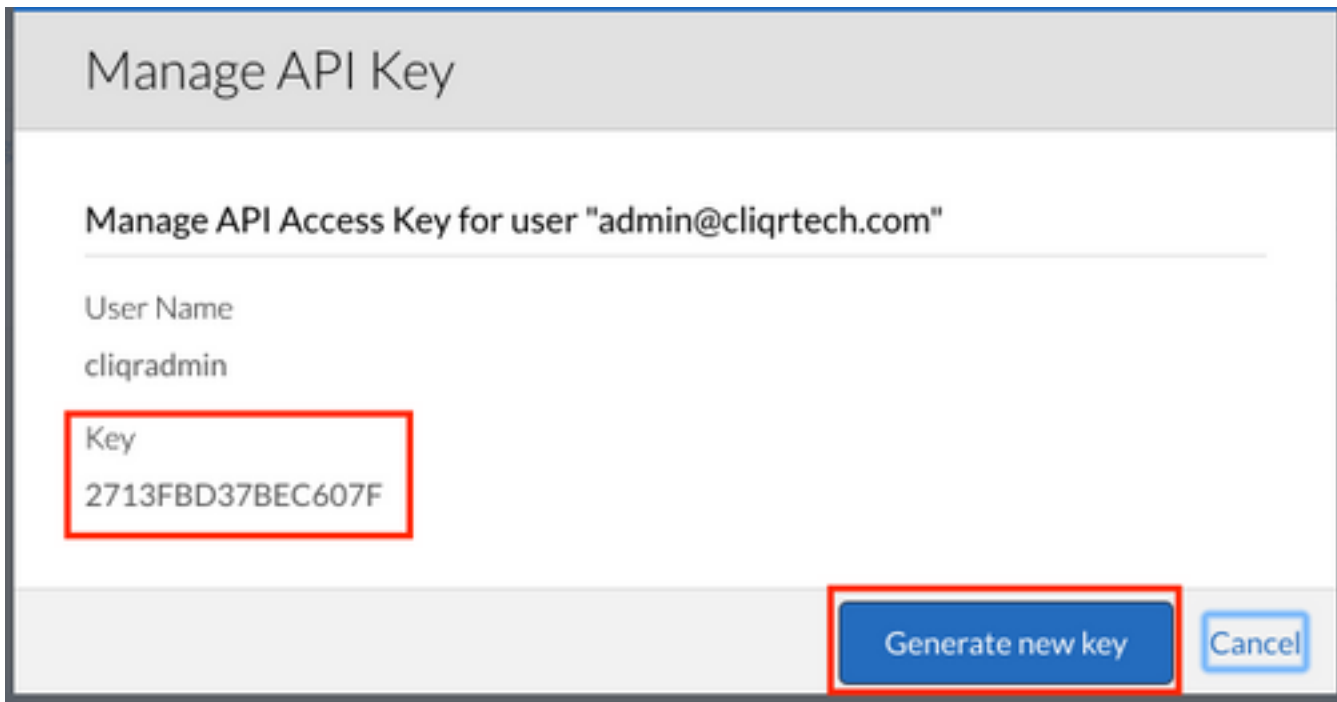 Manage API Key
Manage API Access Key for user "admin@cliqrtech.com"
User Name
cliqradmin
Key
2713FBD37BEC607F
Generate new key
Cancel